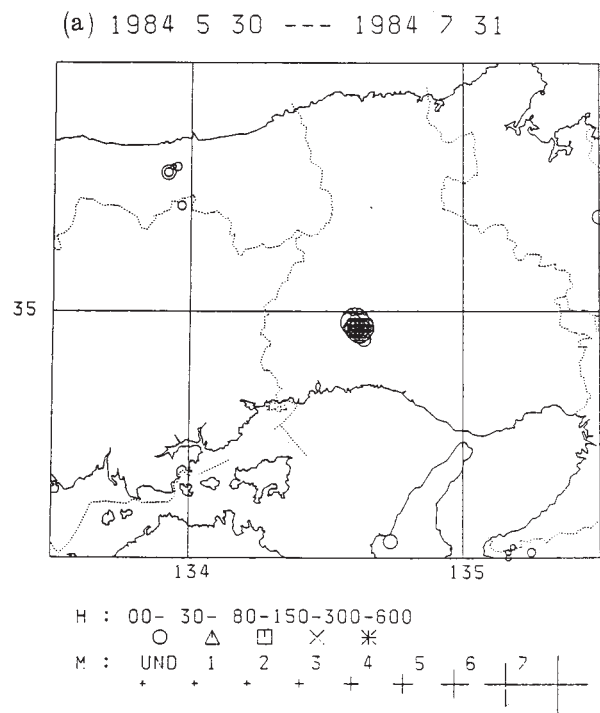 (a) 1984 5 30 --- 1984 7 31
35
134 135
H : 00- 30- 80-150-300-600
M : UND 1 2 3 4 5 6 7